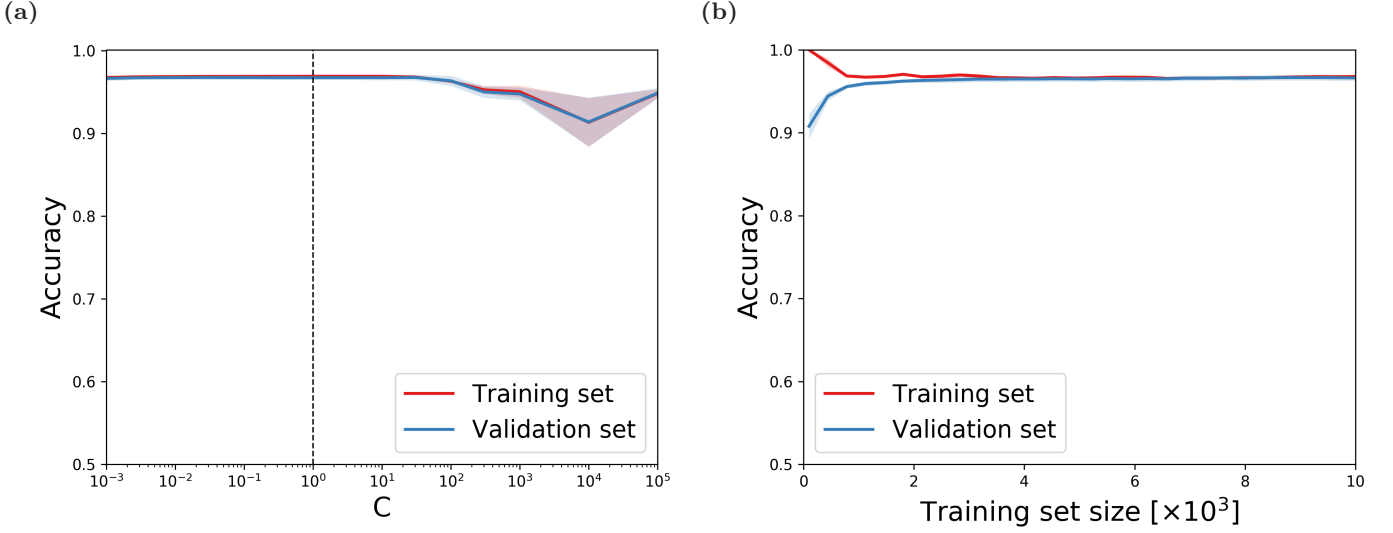 (a)
(b)
1.0
0.9
0.8
0.7
0.6
0.5
Accuracy
10⁻³ 10⁻² 10⁻¹ 10⁰ 10¹ 10² 10³ 10⁴ 10⁵
C
Training set
Validation set
1.0
0.9
0.8
0.7
0.6
0.5
Accuracy
0 2 4 6 8 10
Training set size [×10³]
Training set
Validation set